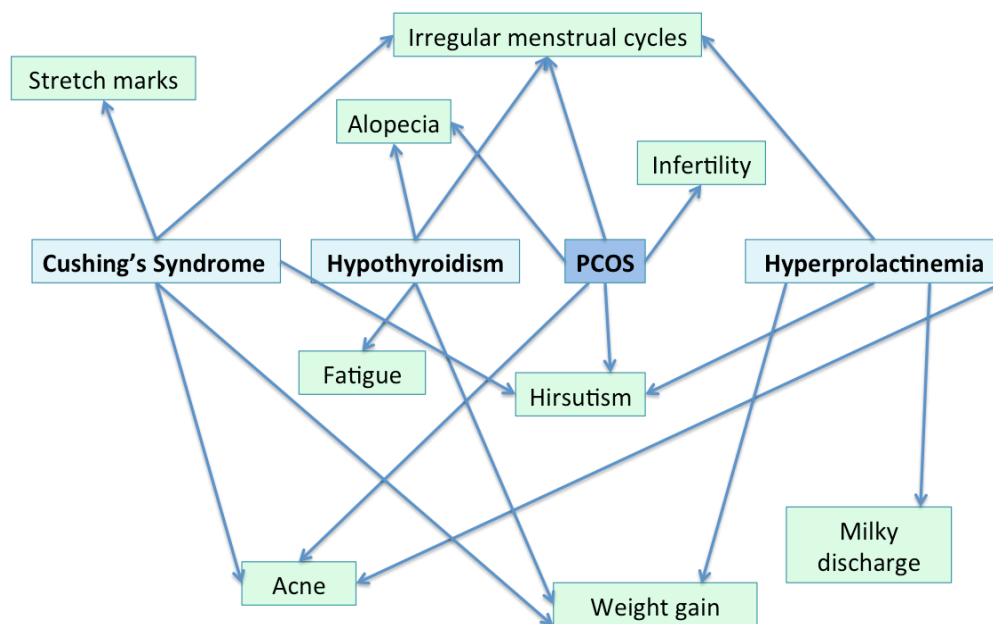 Irregular menstrual cycles
Stretch marks
Alopecia
Infertility
Cushing’s Syndrome
Hypothyroidism
PCOS
Hyperprolactinemia
Fatigue
Hirsutism
Milky
discharge
Acne
Weight gain